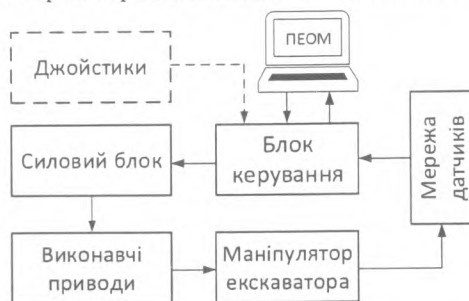 ПЕОМ
Джойстики
Силовий блок
Блок
керування
Мережа
датчиків
Виконавчі
приводи
Маніпулятор
екскаватора